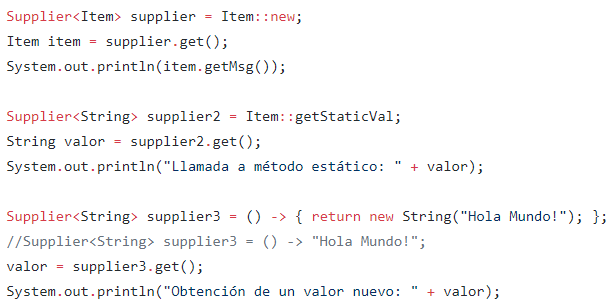 Supplier<Item> supplier = Item::new;
Item item = supplier.get();
System.out.println(item.getMsg());
Supplier<String> supplier2 = Item::getStaticVal;
String valor = supplier2.get();
System.out.println("Llamada a método estático: " + valor);
Supplier<String> supplier3 = () -> { return new String("Hola Mundo!"); };
//Supplier<String> supplier3 = () -> "Hola Mundo!";
valor = supplier3.get();
System.out.println("Obtención de un valor nuevo: " + valor);